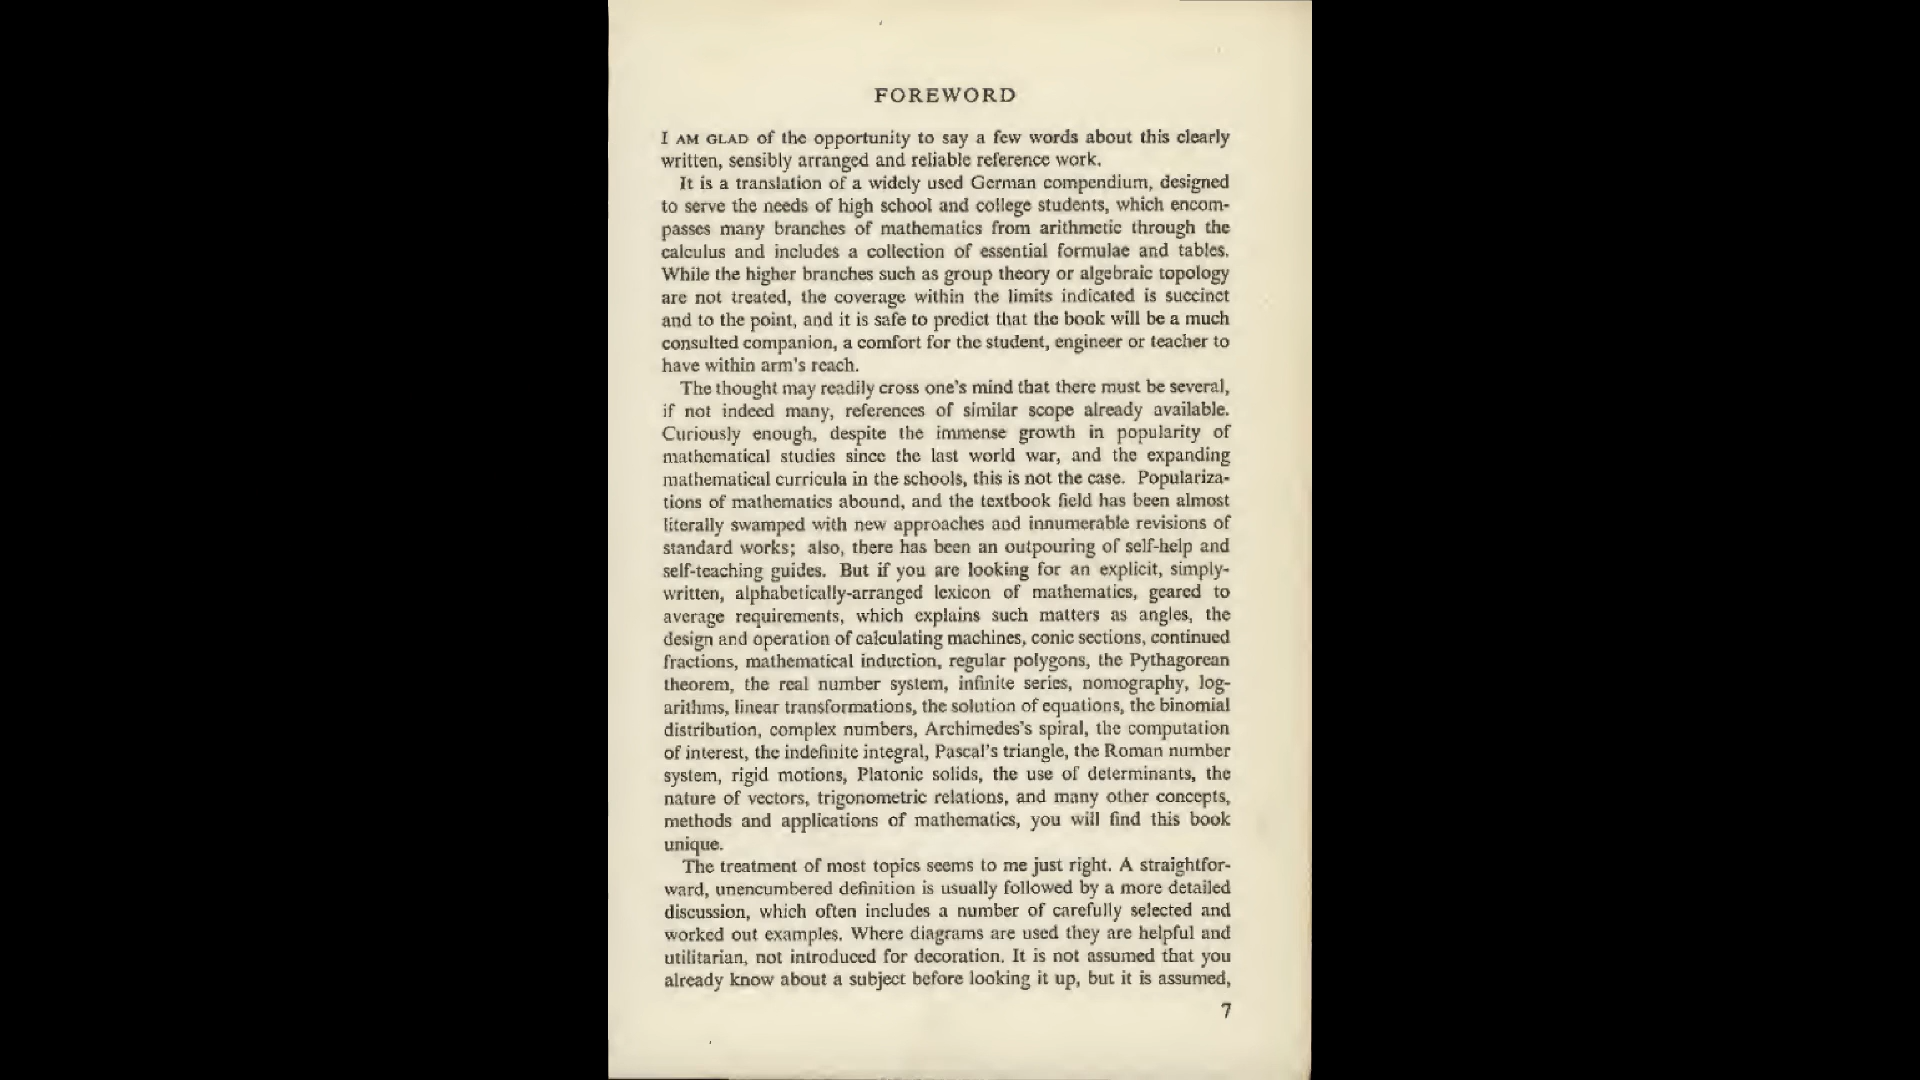 FOREWORD
I AM GLAD of the opportunity to say a few words about this clearly
written, sensibly arranged and reliable reference work.
It is a translation of a widely used German compendium, designed
to serve the needs of high school and college students, which encom-
passes many branches of mathematics from arithmetic through the
calculus and includes a collection of essential formulae and tables.
While the higher branches such as group theory or algebraic topology
are not treated, the coverage within the limits indicated is succinct
and to the point, and it is safe to predict that the book will be a much
consulted companion, a comfort for the student, engineer or teacher to
have within arm's reach.
The thought may readily cross one's mind that there must be several,
if not indeed many, references of similar scope already available.
Curiously enough, despite the immense growth in popularity of
mathematical studies since the last world war, and the expanding
mathematical curricula in the schools, this is not the case. Populariza-
tions of mathematics abound, and the textbook field has been almost
literally swamped with new approaches and innumerable revisions of
standard works; also, there has been an outpouring of self-help and
self-teaching guides. But if you are looking for an explicit, simply-
written, alphabetically-arranged lexicon of mathematics, geared to
average requirements, which explains such matters as angles, the
design and operation of calculating machines, conic sections, continued
fractions, mathematical induction, regular polygons, the Pythagorean
theorem, the real number system, infinite series, nomography, log-
arithms, linear transformations, the solution of equations, the binomial
distribution, complex numbers, Archimedes's spiral, the computation
of interest, the indefinite integral, Pascal's triangle, the Roman number
system, rigid motions, Platonic solids, the use of determinants, the
nature of vectors, trigonometric relations, and many other concepts,
methods and applications of mathematics, you will find this book
unique.
The treatment of most topics seems to me just right. A straightfor-
ward, unencumbered definition is usually followed by a more detailed
discussion, which often includes a number of carefully selected and
worked out examples. Where diagrams are used they are helpful and
utilitarian, not introduced for decoration. It is not assumed that you
already know about a subject before looking it up, but it is assumed,
7